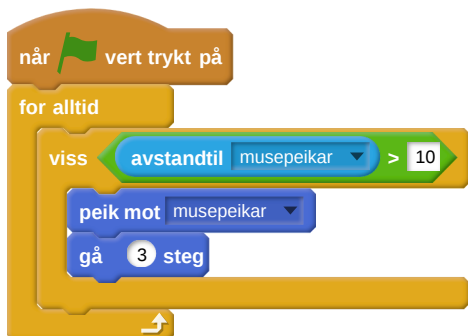 når vert trykt på
for alltid
viss avstandtil musepeikar > 10
peik mot musepeikar
gå 3 steg